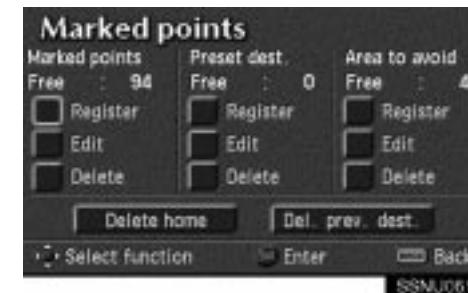 Marked points
Marked points Preset dest. Area to avoid
Free : 94 Free : 0 Free : 4
Register Register Register
Edit Edit Edit
Delete Delete Delete
Delete home Del. prev. dest.
Select function Enter Back
SSNU06